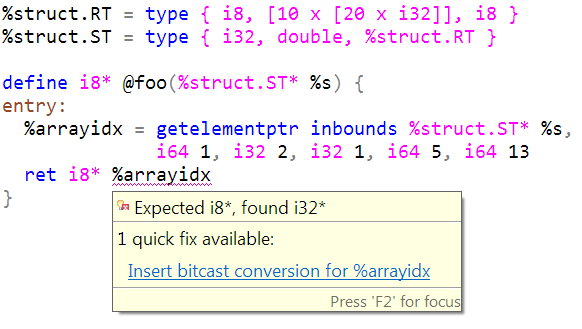 %struct.RT = type { i8, [10 x [20 x i32]], i8 }
%struct.ST = type { i32, double, %struct.RT }
define i8* @foo(%struct.ST* %s) {
entry:
%arrayidx = getelementptr inbounds %struct.ST* %s,
i64 1, i32 2, i32 1, i64 5, i64 13
ret i8* %arrayidx
}
Expected i8*, found i32*
1 quick fix available:
Insert bitcast conversion for %arrayidx
Press 'F2' for focus